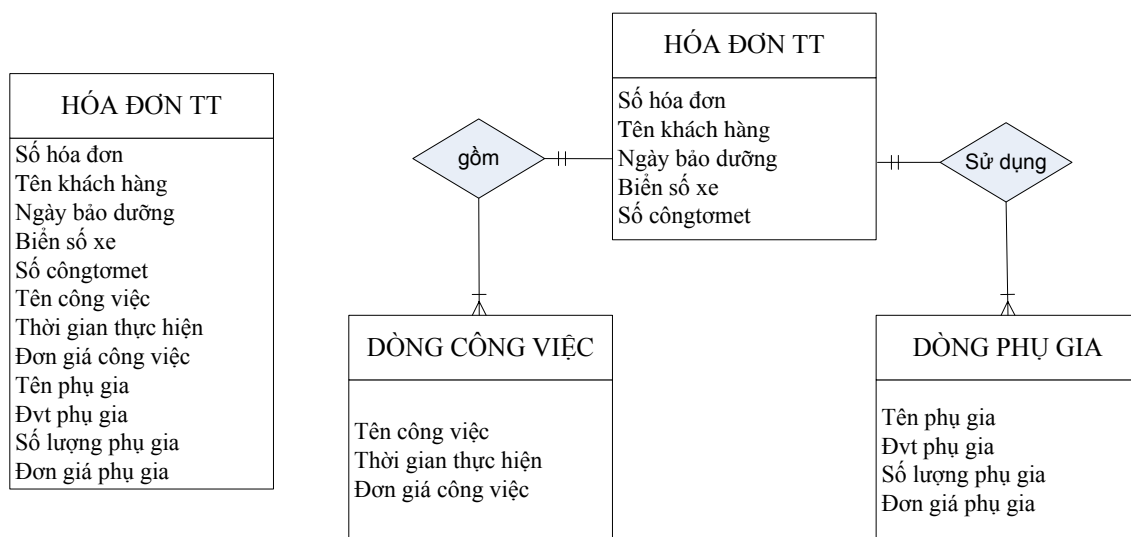 HÓA ĐƠN TT
Số hóa đơn
Tên khách hàng
Ngày bảo dưỡng
Biển số xe
Số côngtơmet
Tên công việc
Thời gian thực hiện
Đơn giá công việc
Tên phụ gia
Đvt phụ gia
Số lượng phụ gia
Đơn giá phụ gia
HÓA ĐƠN TT
Số hóa đơn
Tên khách hàng
Ngày bảo dưỡng
Biển số xe
Số côngtơmet
gồm
Sử dụng
DÒNG CÔNG VIỆC
Tên công việc
Thời gian thực hiện
Đơn giá công việc
DÒNG PHỤ GIA
Tên phụ gia
Đvt phụ gia
Số lượng phụ gia
Đơn giá phụ gia